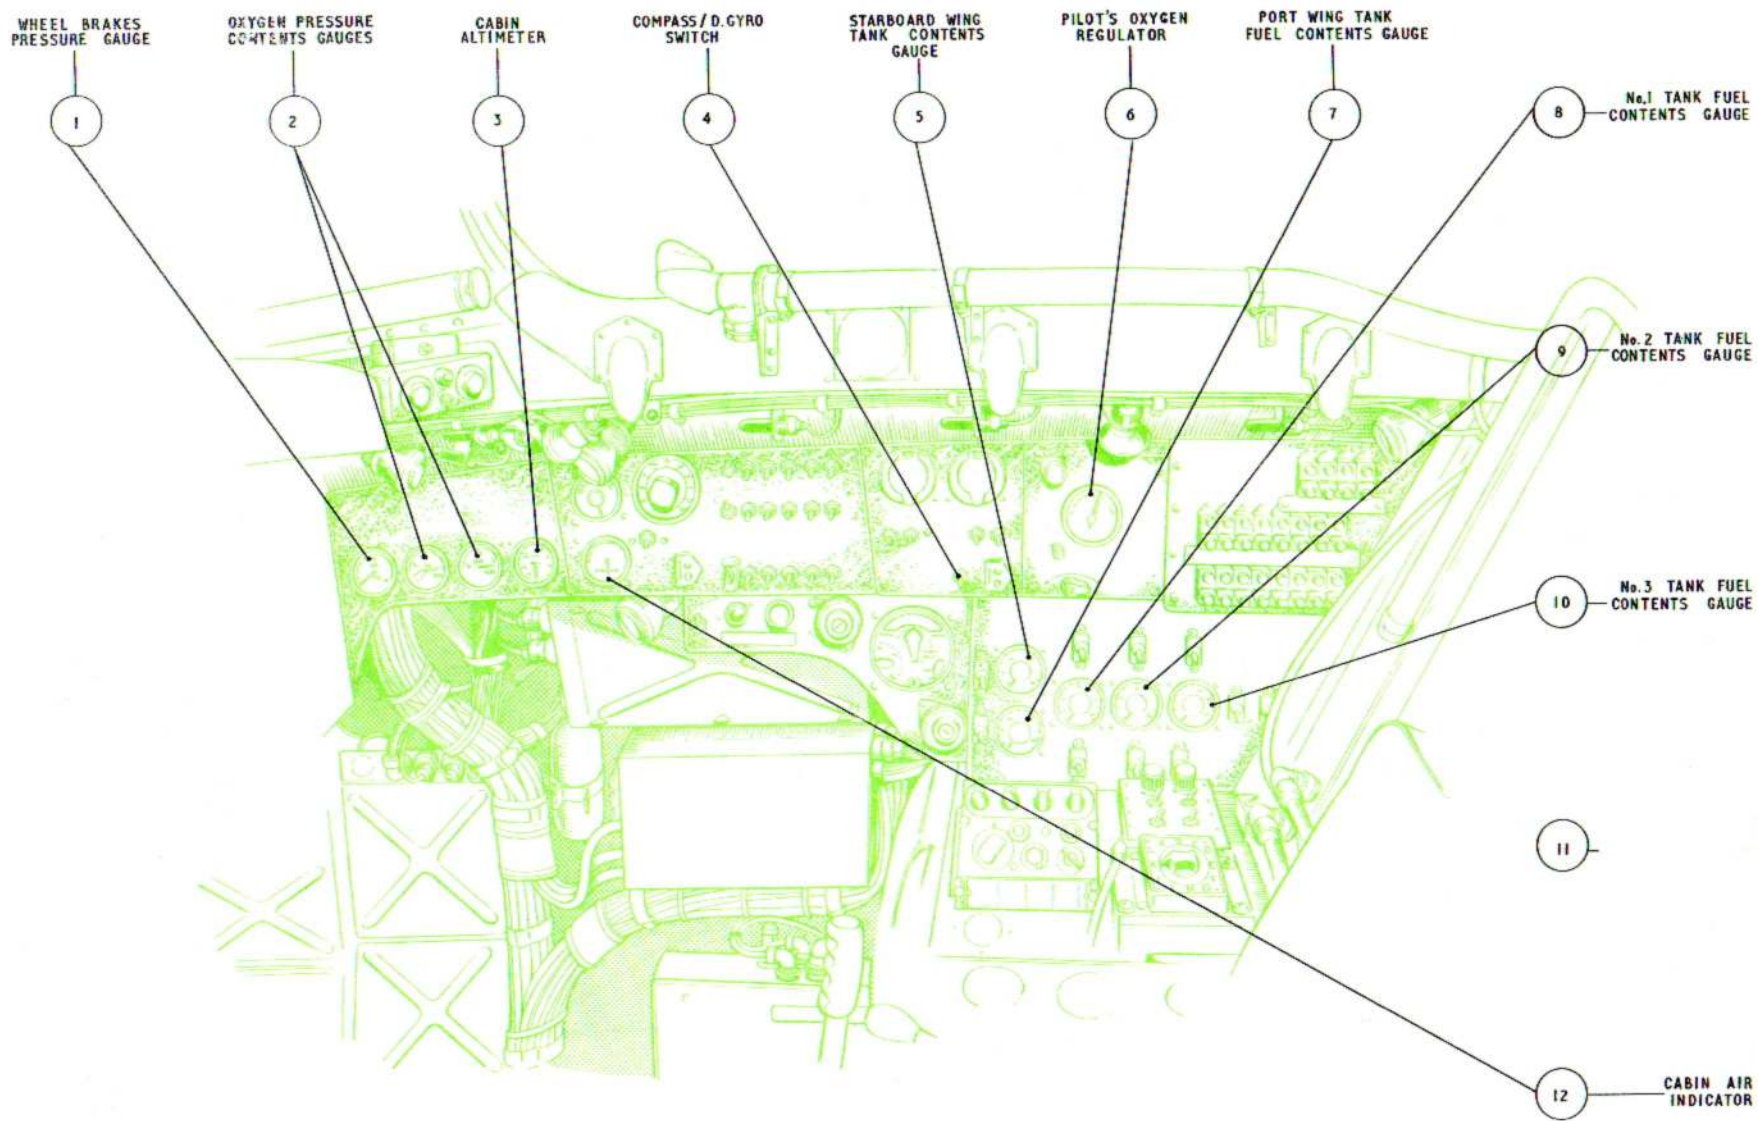 WHEEL BRAKES
PRESSURE GAUGE
OXYGEN PRESSURE
CONTENTS GAUGES
CABIN
ALTIMETER
COMPASS/D.GYRO
SWITCH
STARBOARD WING
TANK CONTENTS
GAUGE
PILOT'S OXYGEN
REGULATOR
PORT WING TANK
FUEL CONTENTS GAUGE
1
2
3
4
5
6
7
8
No.1 TANK FUEL
CONTENTS GAUGE
9
No.2 TANK FUEL
CONTENTS GAUGE
10
No.3 TANK FUEL
CONTENTS GAUGE
11
12
CABIN AIR
INDICATOR